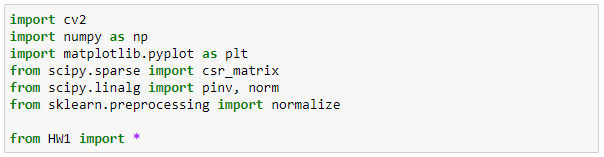 import cv2
import numpy as np
import matplotlib.pyplot as plt
from scipy.sparse import csr_matrix
from scipy.linalg import pinv, norm
from sklearn.preprocessing import normalize
from HW1 import *